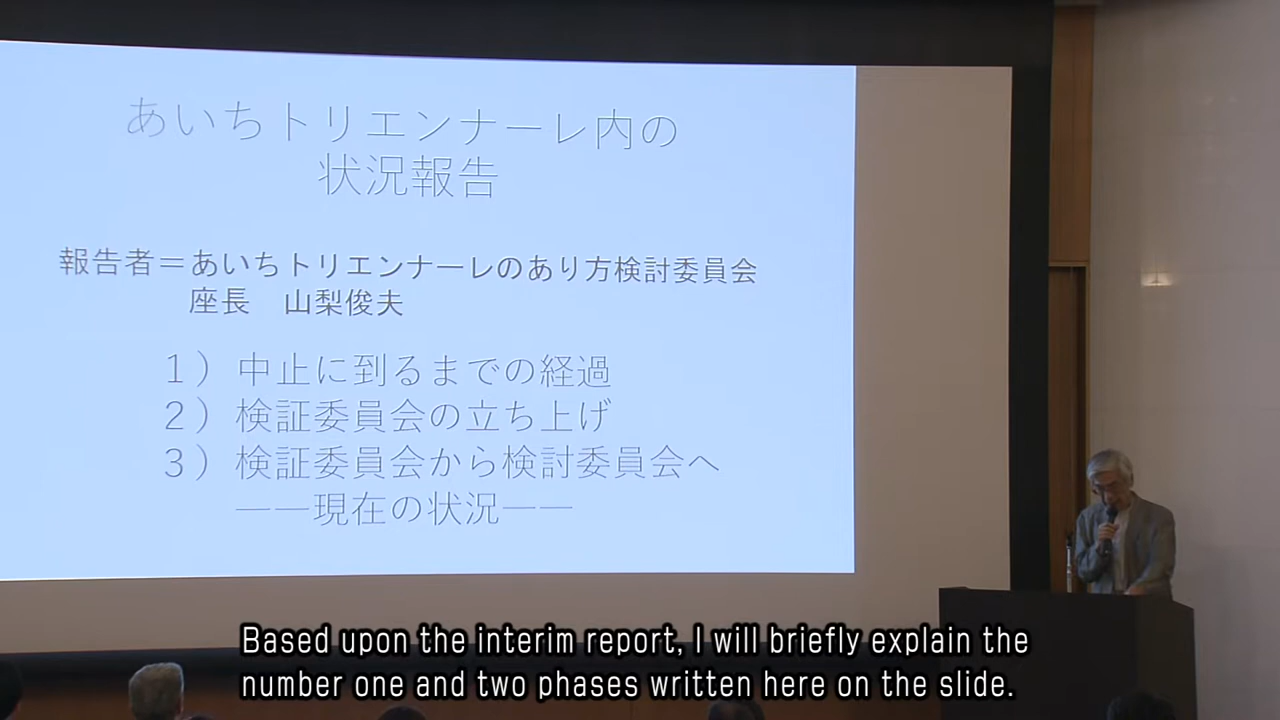 あいちトリエンナーレ内の
状況報告
報告者＝あいちトリエンナーレのあり方検討委員会
座長　山梨俊夫
１）中止に到るまでの経過
２）検証委員会の立ち上げ
３）検証委員会から検討委員会へ
――現在の状況――
Based upon the interim report, I will briefly explain the
number one and two phases written here on the slide.